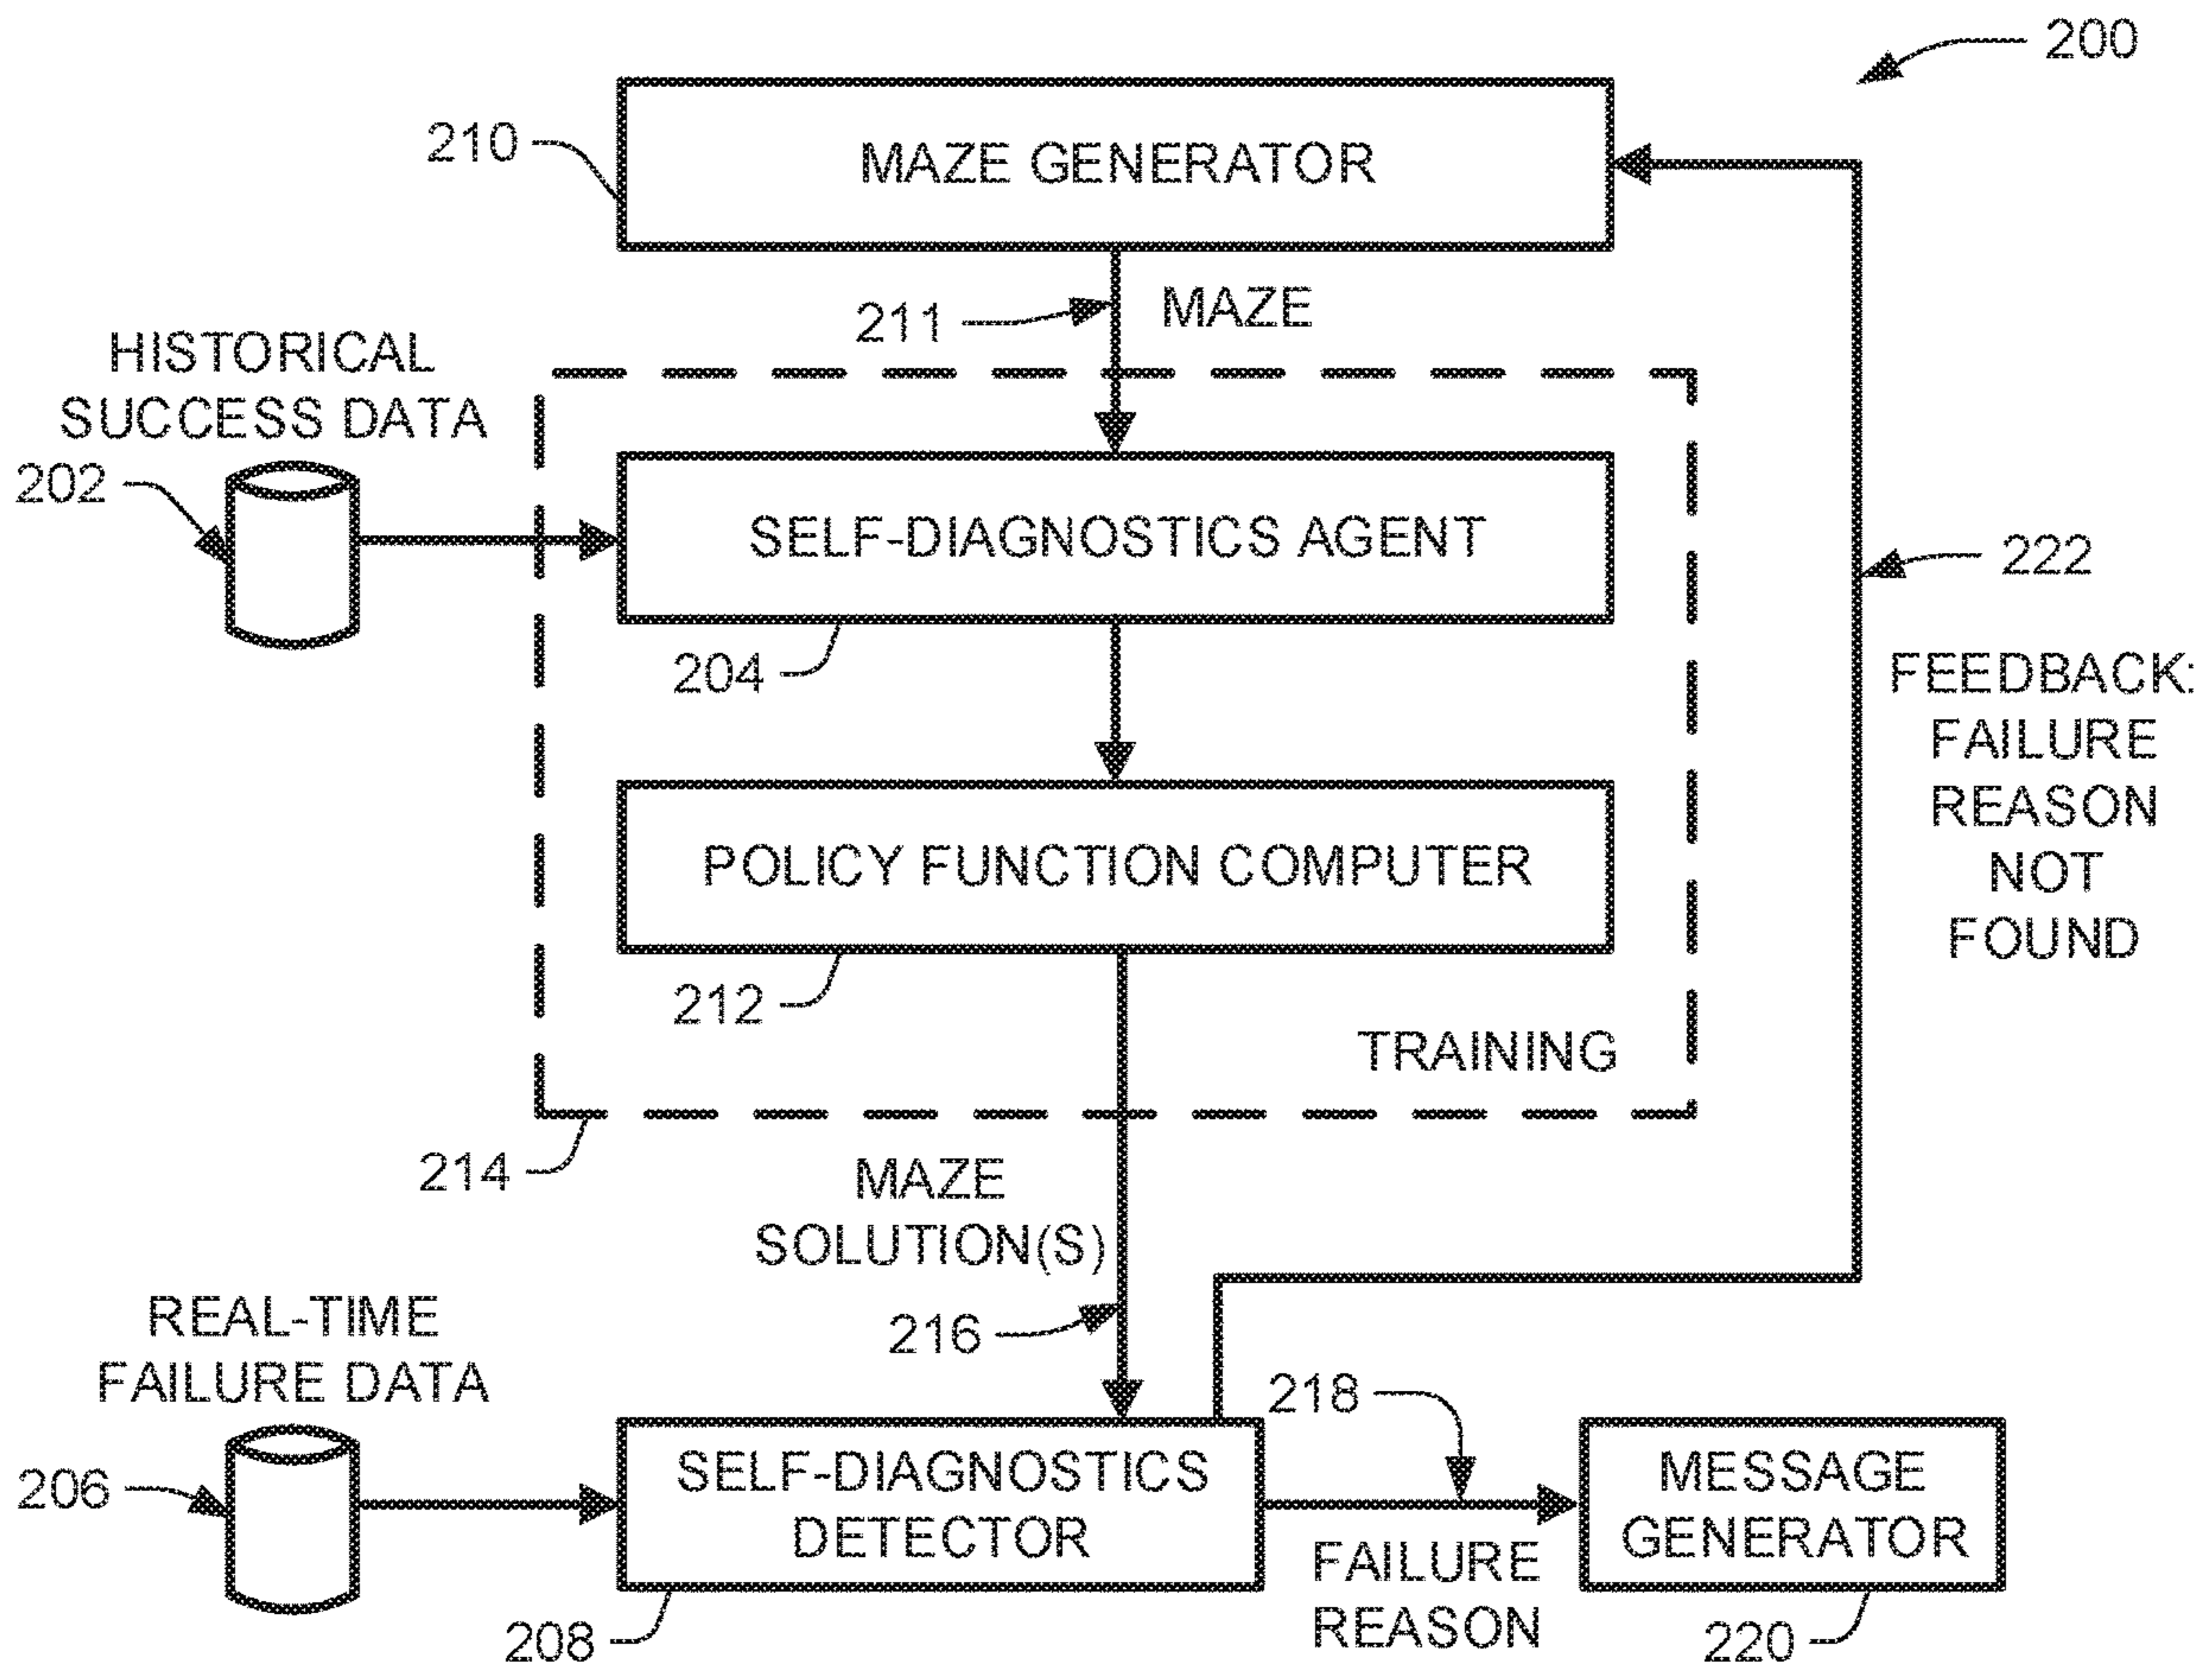 200
210
MAZE GENERATOR
211
MAZE
HISTORICAL
SUCCESS DATA
202
SELF-DIAGNOSTICS AGENT
204
222
FEEDBACK:
FAILURE
REASON
NOT
FOUND
POLICY FUNCTION COMPUTER
212
TRAINING
214
MAZE
SOLUTION(S)
216
REAL-TIME
FAILURE DATA
206
SELF-DIAGNOSTICS
DETECTOR
208
218
FAILURE
REASON
MESSAGE
GENERATOR
220